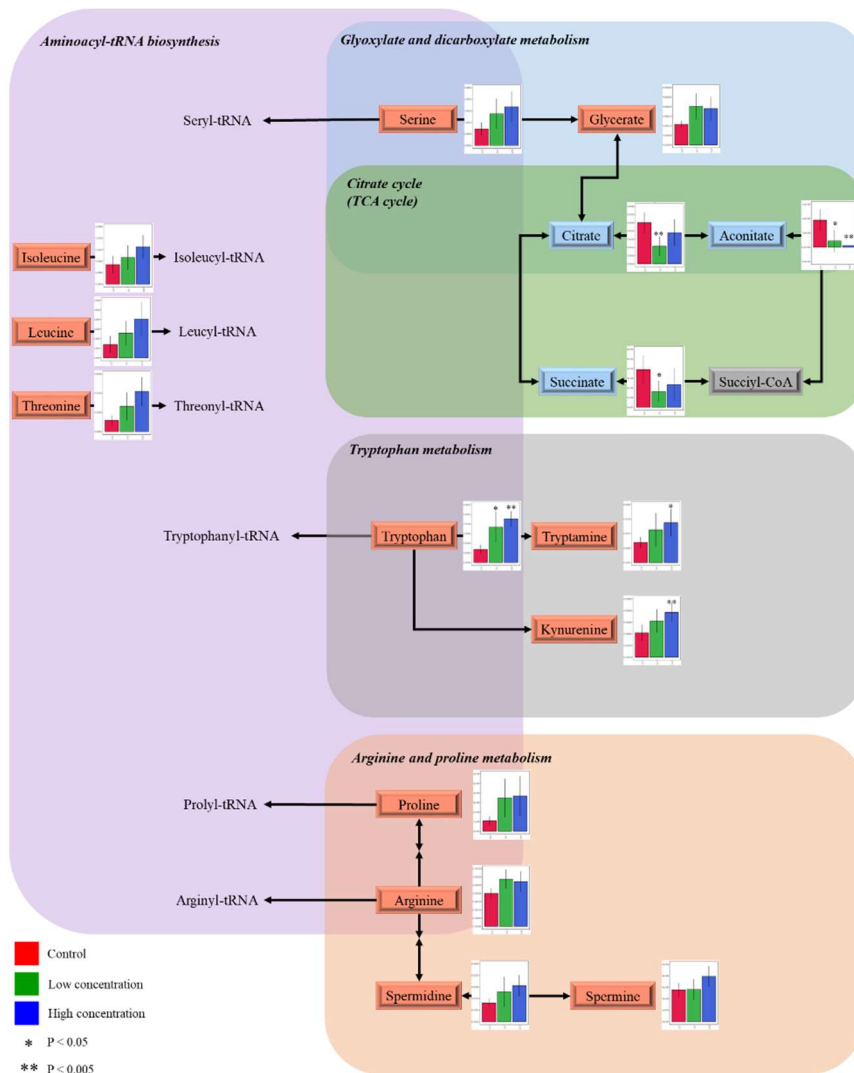 Aminoacyl-tRNA biosynthesis
Glyoxylate and dicarboxylate metabolism
Seryl-tRNA
Serine
Glycerate
Citrate cycle
(TCA cycle)
Citrate
**
Aconitate
*
**
Isoleucine
Isoleucyl-tRNA
Leucine
Leucyl-tRNA
Succinate
*
Succiyl-CoA
Threonine
Threonyl-tRNA
Tryptophan metabolism
Tryptophanyl-tRNA
Tryptophan
*
**
Tryptamine
*
Kynurenine
**
Arginine and proline metabolism
Prolyl-tRNA
Proline
Arginyl-tRNA
Arginine
Spermidine
Spermine
Control
Low concentration
High concentration
* P < 0.05
** P < 0.005